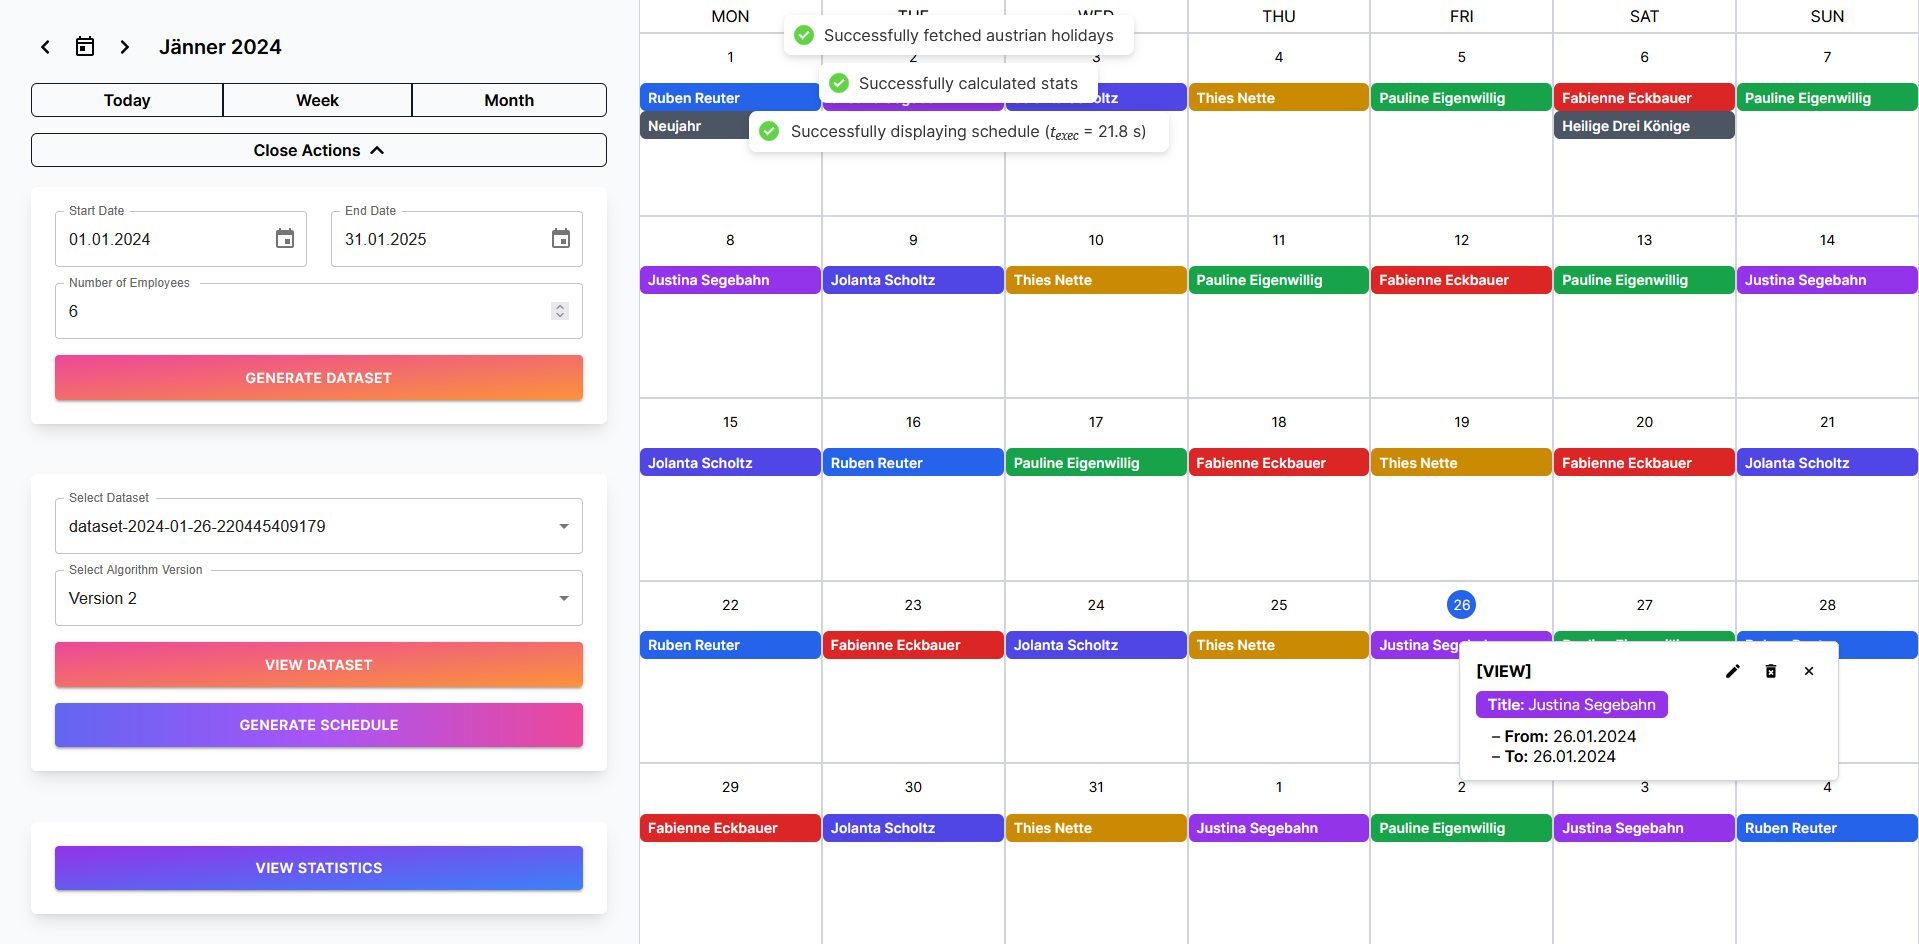 Jänner 2024
Today Week Month
Close Actions
Start Date
01.01.2024
End Date
31.01.2025
Number of Employees
6
GENERATE DATASET
Select Dataset
dataset-2024-01-26-220445409179
Select Algorithm Version
Version 2
VIEW DATASET
GENERATE SCHEDULE
VIEW STATISTICS
MON TUE WED THU FRI SAT SUN
Successfully fetched austrian holidays
Successfully calculated stats
Successfully displaying schedule (texec = 21.8 s)
1 2 3 4 5 6 7
Ruben Reuter Thies Nette Pauline Eigenwillig Fabienne Eckbauer Pauline Eigenwillig
Neujahr Heilige Drei Könige
8 9 10 11 12 13 14
Justina Segebahn Jolanta Scholtz Thies Nette Pauline Eigenwillig Fabienne Eckbauer Pauline Eigenwillig Justina Segebahn
15 16 17 18 19 20 21
Jolanta Scholtz Ruben Reuter Pauline Eigenwillig Fabienne Eckbauer Thies Nette Fabienne Eckbauer Jolanta Scholtz
22 23 24 25 26 27 28
Ruben Reuter Fabienne Eckbauer Jolanta Scholtz Thies Nette Justina Seg
[VIEW]
Title: Justina Segebahn
– From: 26.01.2024
– To: 26.01.2024
29 30 31 1 2 3 4
Fabienne Eckbauer Jolanta Scholtz Thies Nette Justina Segebahn Pauline Eigenwillig Justina Segebahn Ruben Reuter